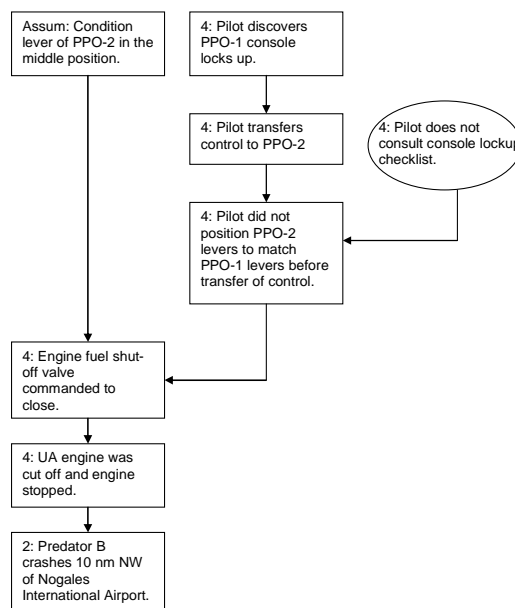 Assum: Condition
lever of PPO-2 in the
middle position.
4: Pilot discovers
PPO-1 console
locks up.
4: Pilot transfers
control to PPO-2
4: Pilot does not
consult console lockup
checklist.
4: Pilot did not
position PPO-2
levers to match
PPO-1 levers before
transfer of control.
4: Engine fuel shut-
off valve
commanded to
close.
4: UA engine was
cut off and engine
stopped.
2: Predator B
crashes 10 nm NW
of Nogales
International Airport.